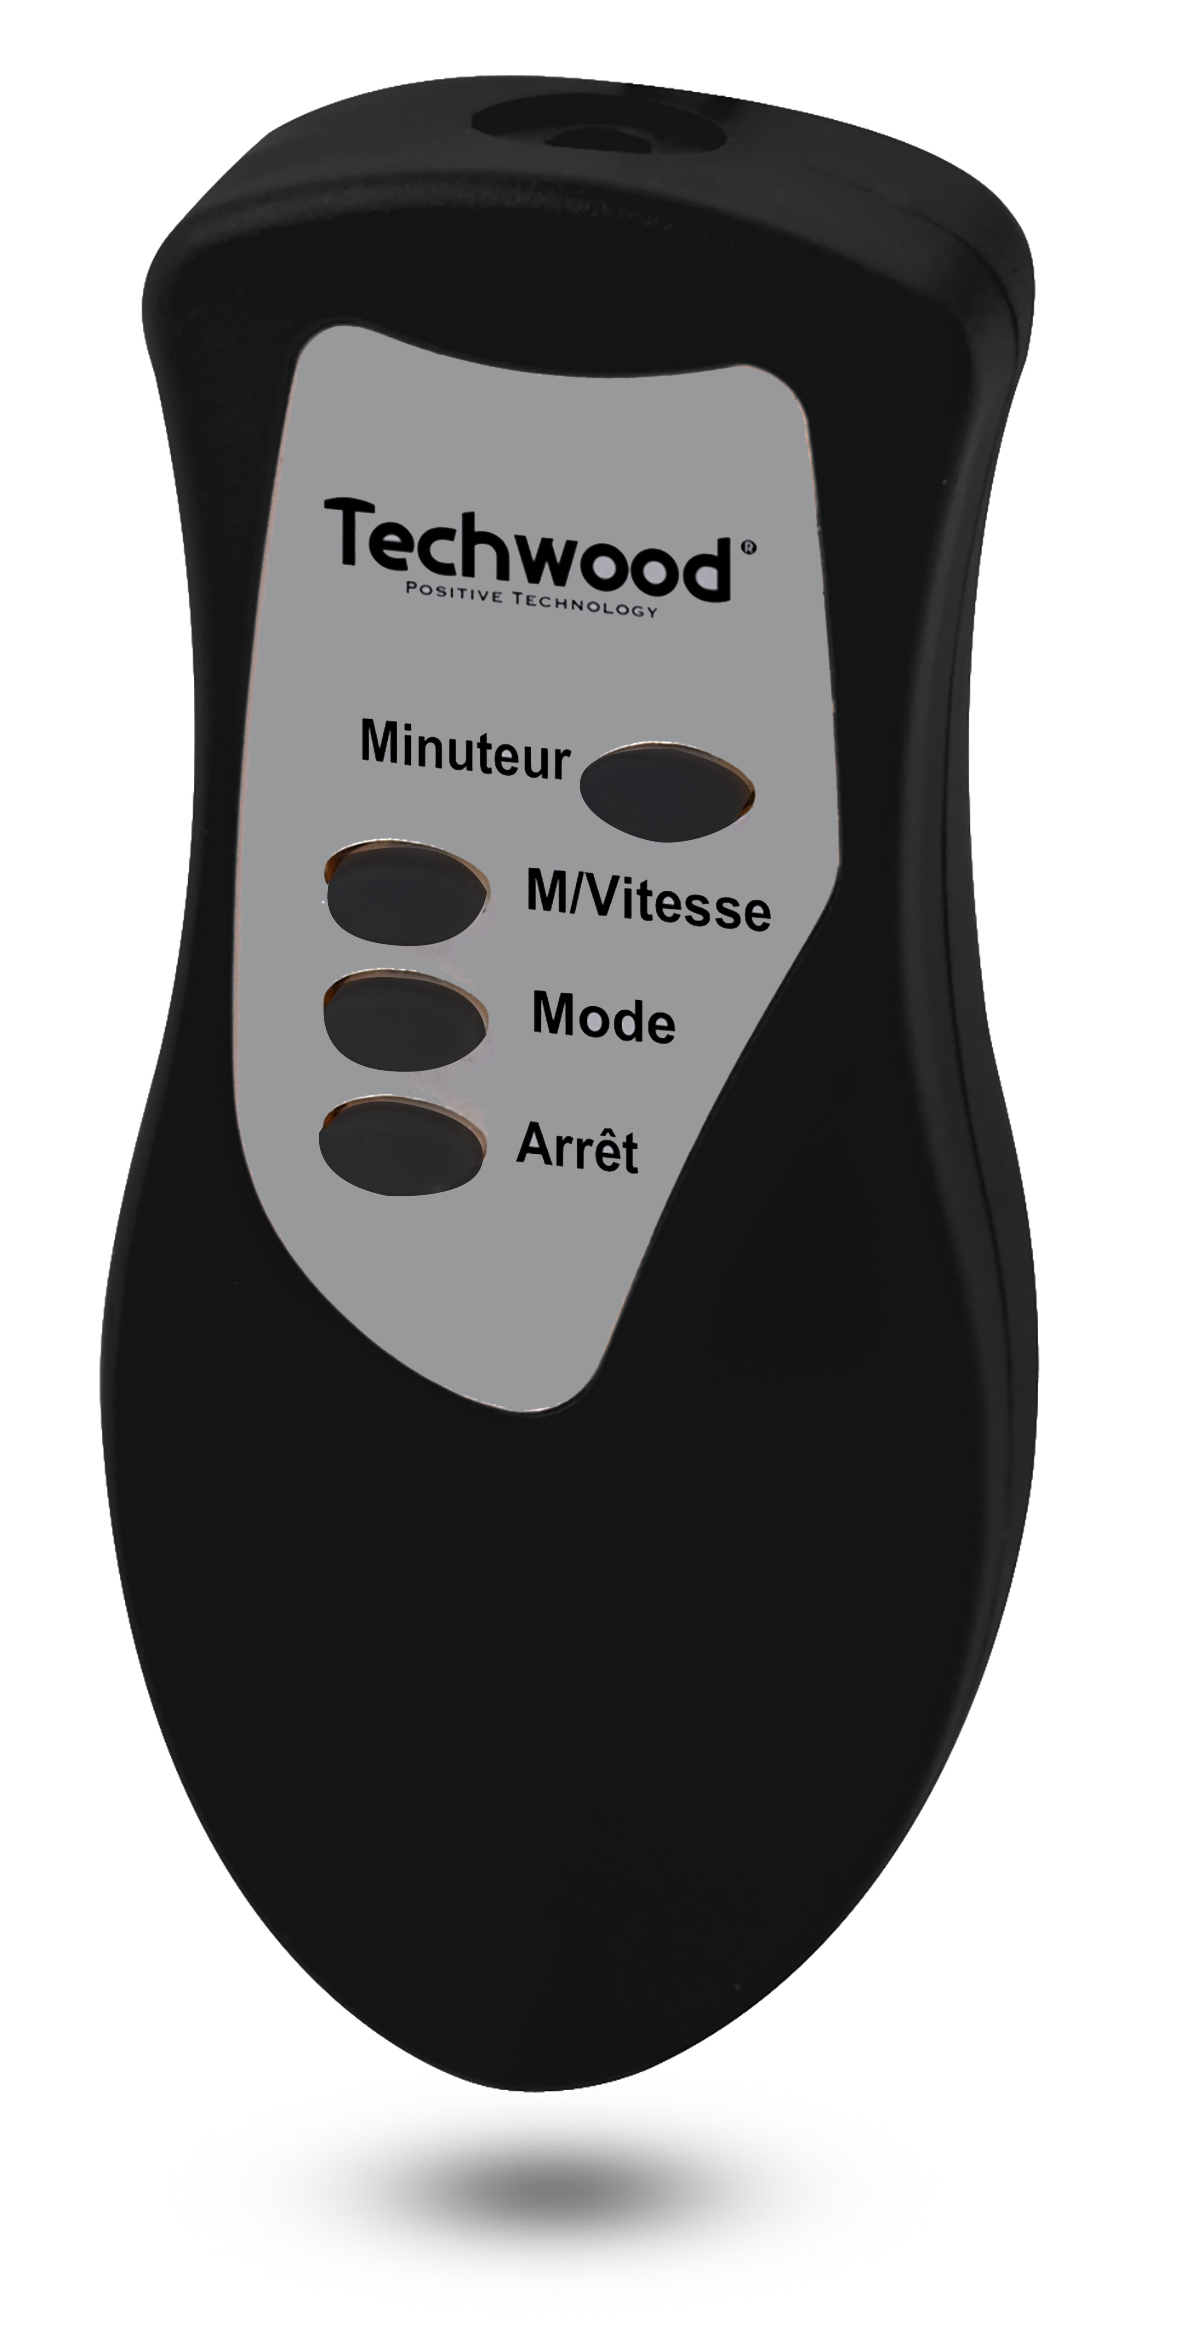 Techwood®
POSITIVE TECHNOLOGY
Minuteur
M/Vitesse
Mode
Arrêt